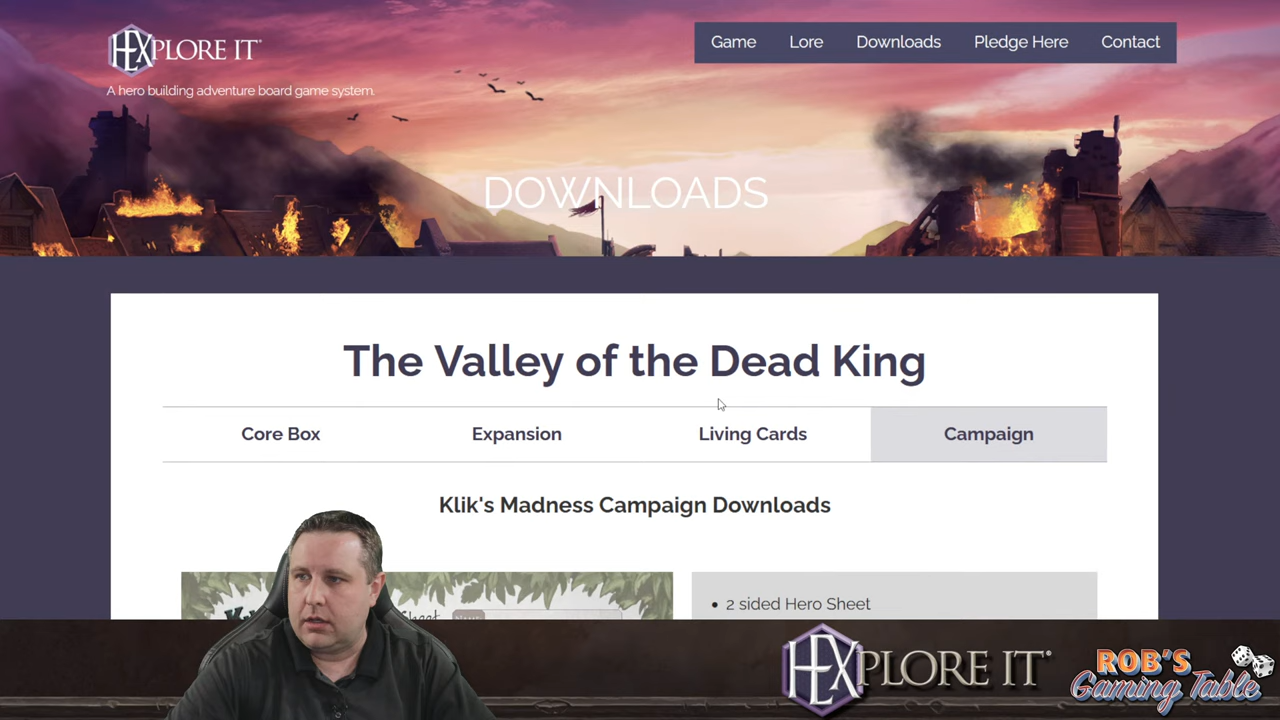 HEXPLORE IT®
A hero building adventure board game system.
Game Lore Downloads Pledge Here Contact
DOWNLOADS
The Valley of the Dead King
Core Box Expansion Living Cards Campaign
Klik's Madness Campaign Downloads
Sheet
• 2 sided Hero Sheet
HEXPLORE IT®
ROB'S
Gaming Table